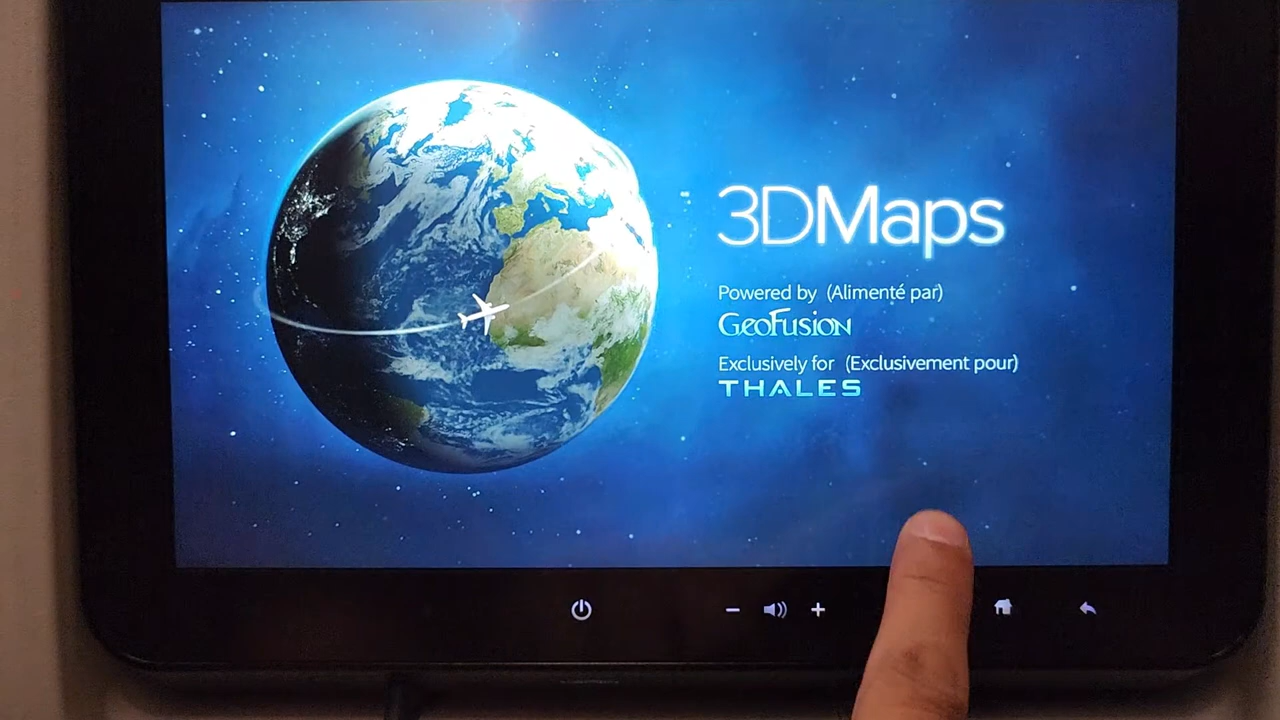 3DMaps
Powered by (Alimenté par)
GeoFusion
Exclusively for (Exclusivement pour)
THALES